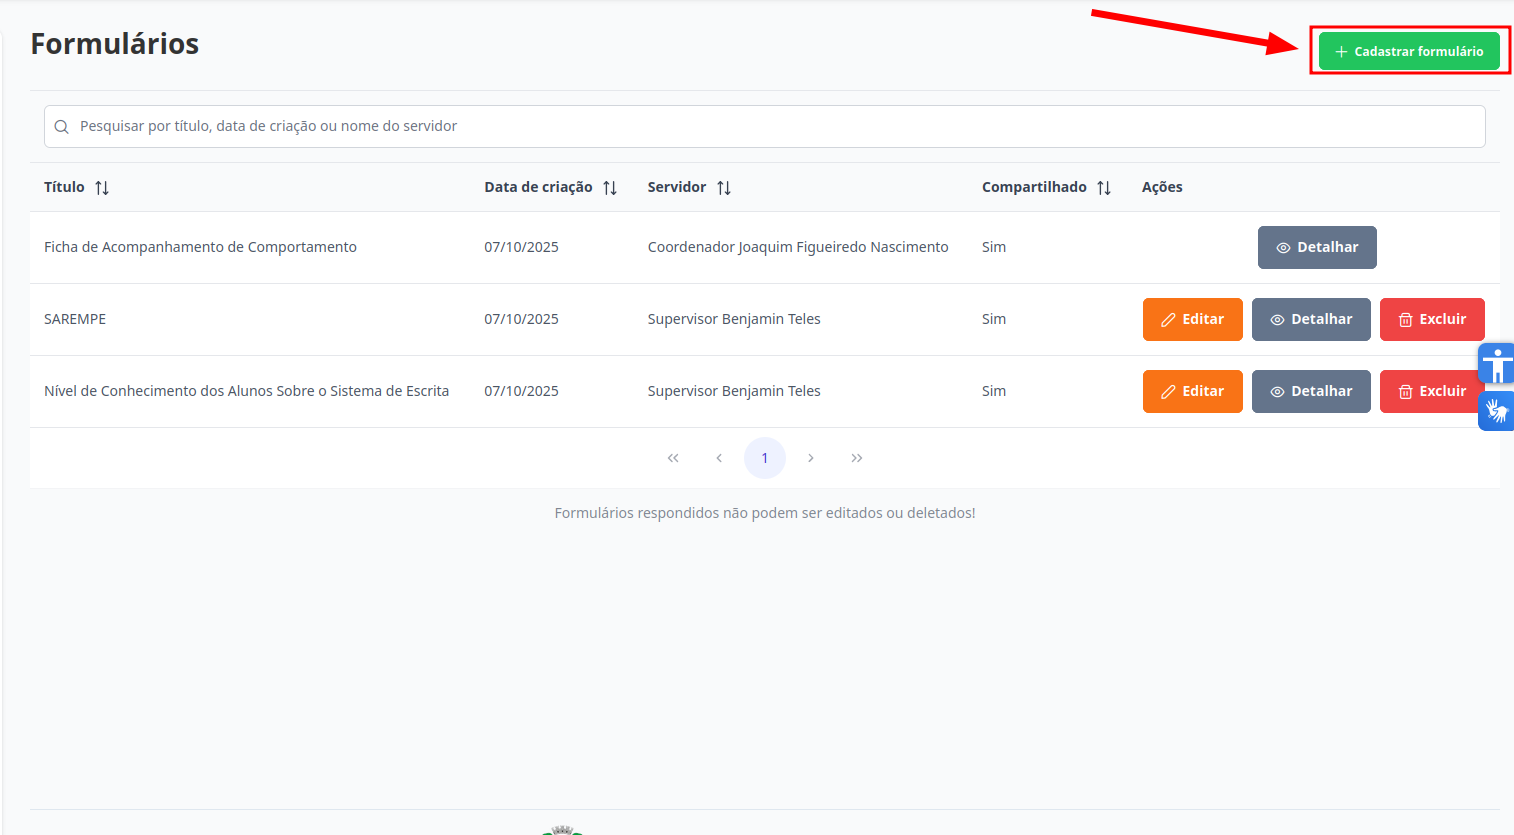 Formulários
Cadastrar formulário
Pesquisar por título, data de criação ou nome do servidor
Título Data de criação Servidor Compartilhado Ações
Ficha de Acompanhamento de Comportamento 07/10/2025 Coordenador Joaquim Figueiredo Nascimento Sim Detalhar
SAREMPE 07/10/2025 Supervisor Benjamin Teles Sim Editar Detalhar Excluir
Nível de Conhecimento dos Alunos Sobre o Sistema de Escrita 07/10/2025 Supervisor Benjamin Teles Sim Editar Detalhar Excluir
1
Formulários respondidos não podem ser editados ou deletados!